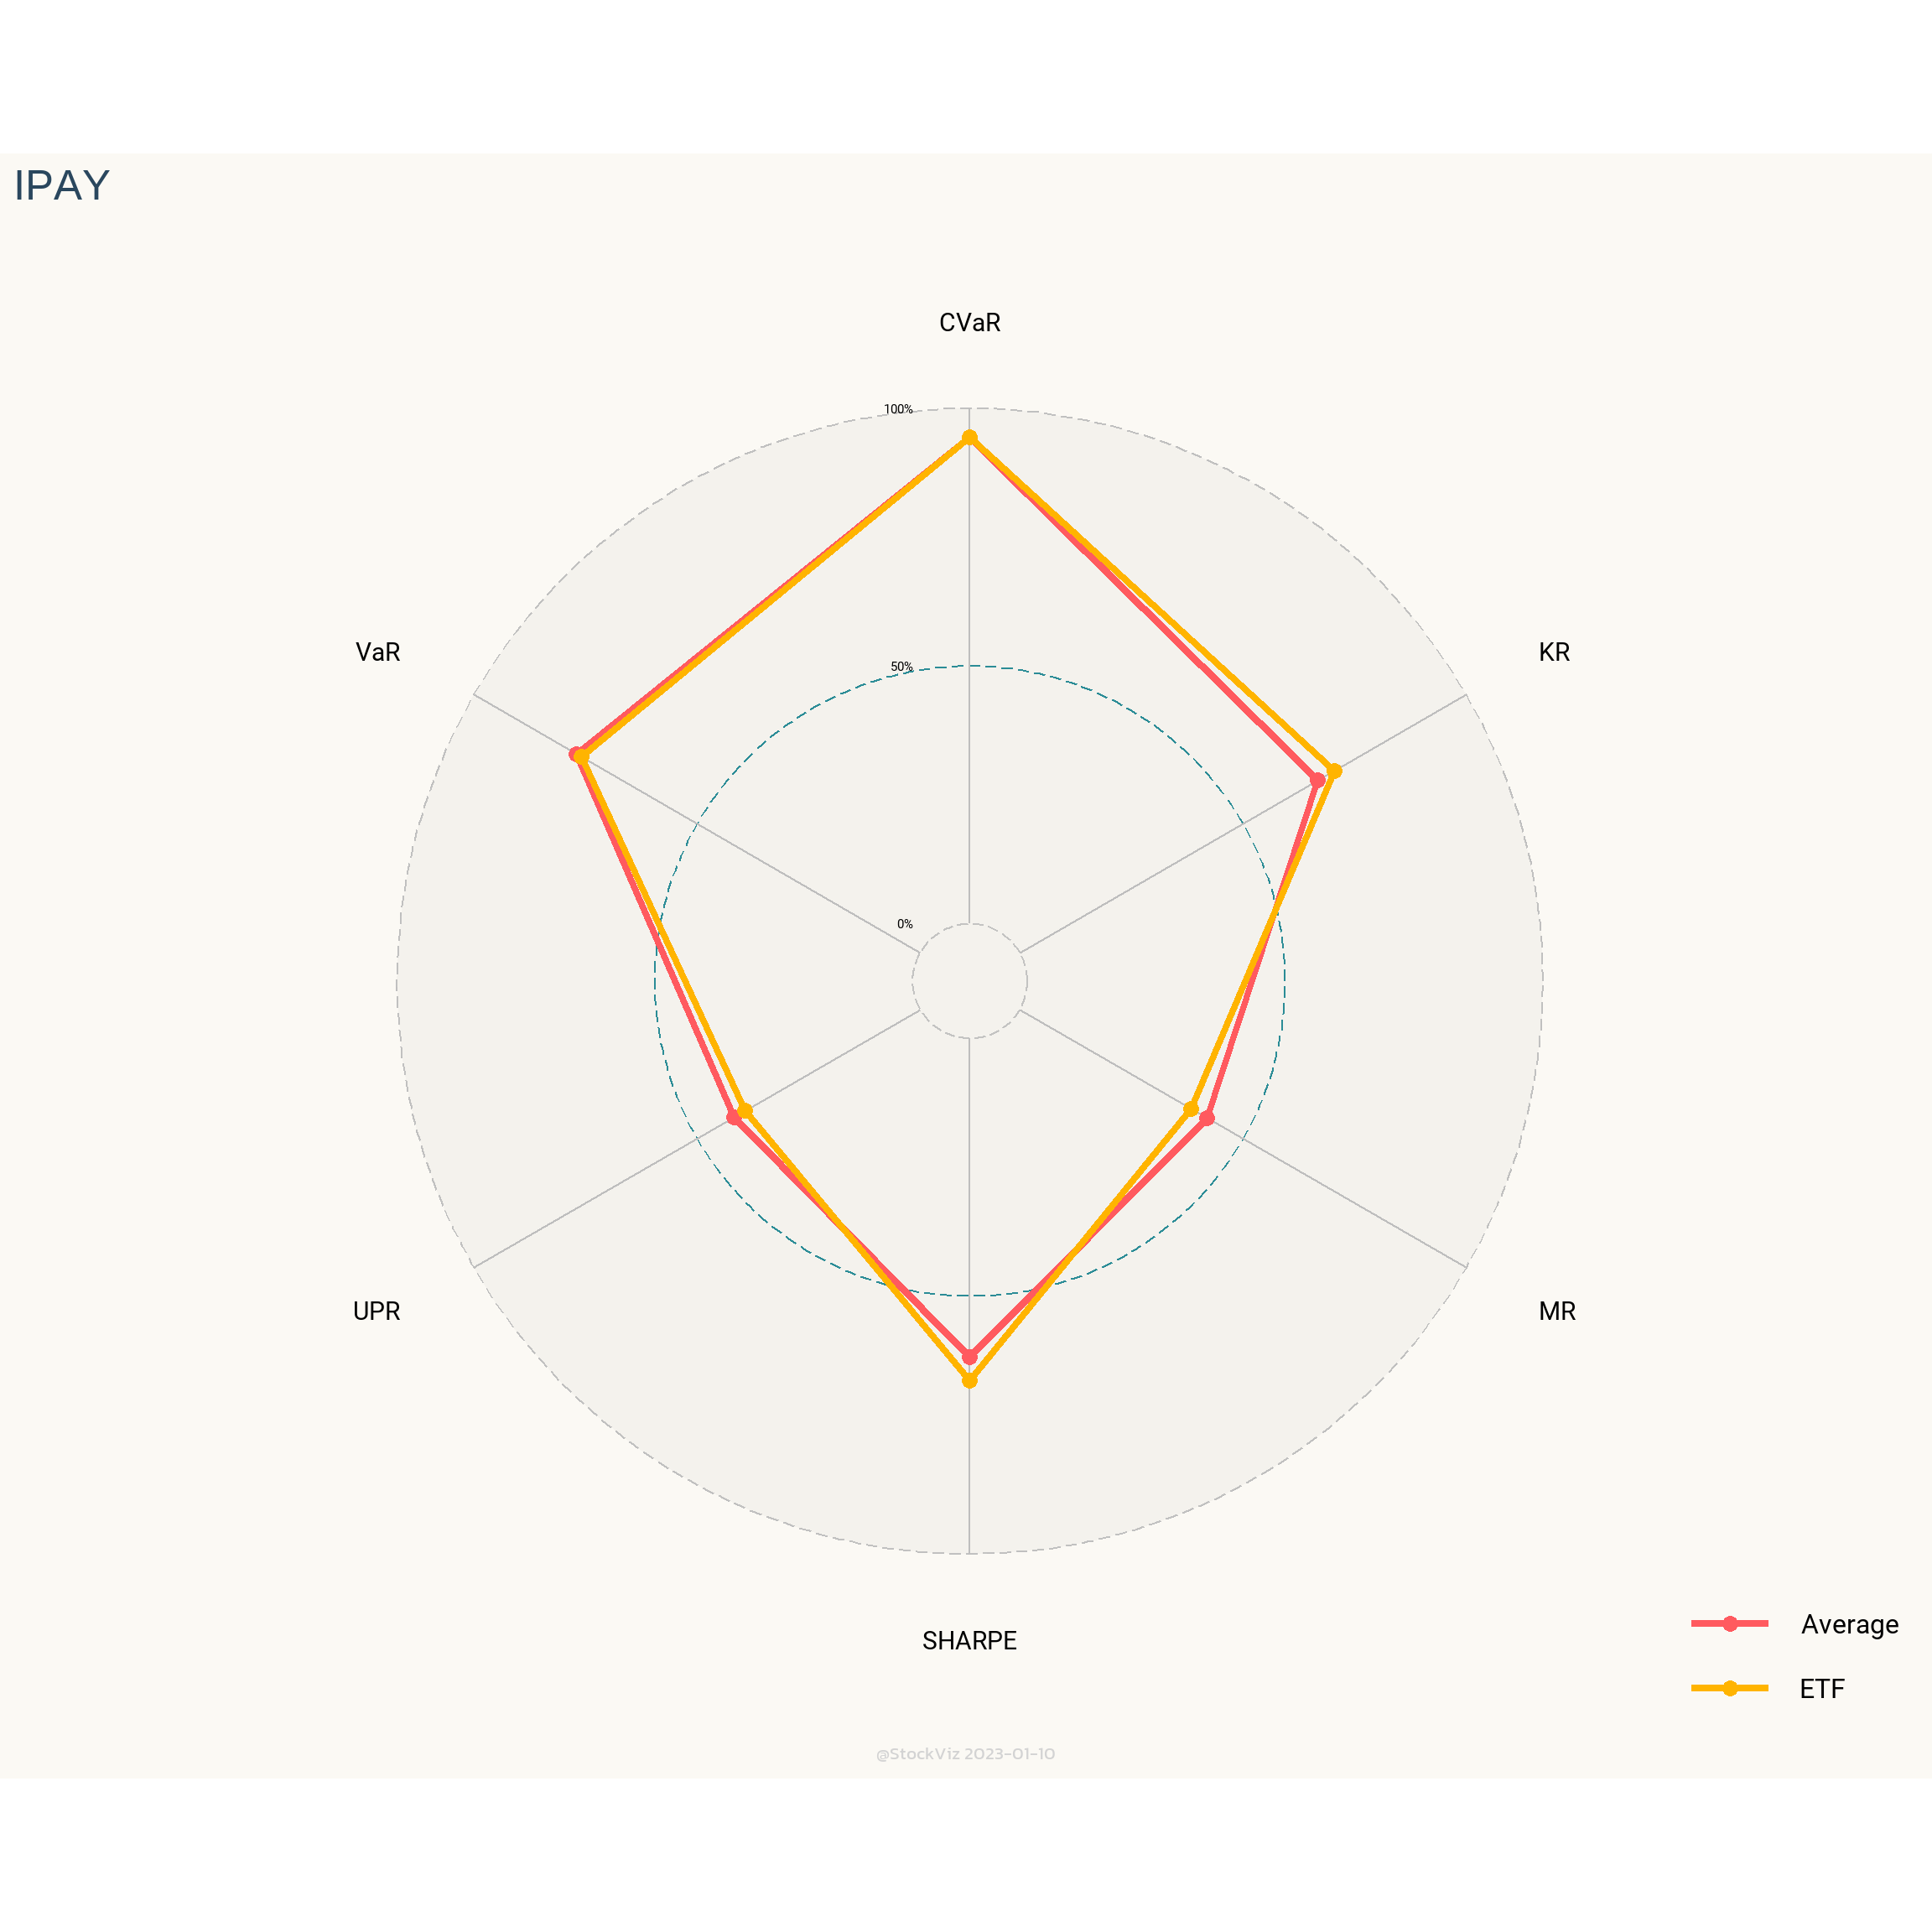 IPAY
CVaR
100%
VaR
KR
50%
0%
UPR
MR
SHARPE
Average
ETF
@StockViz 2023-01-10